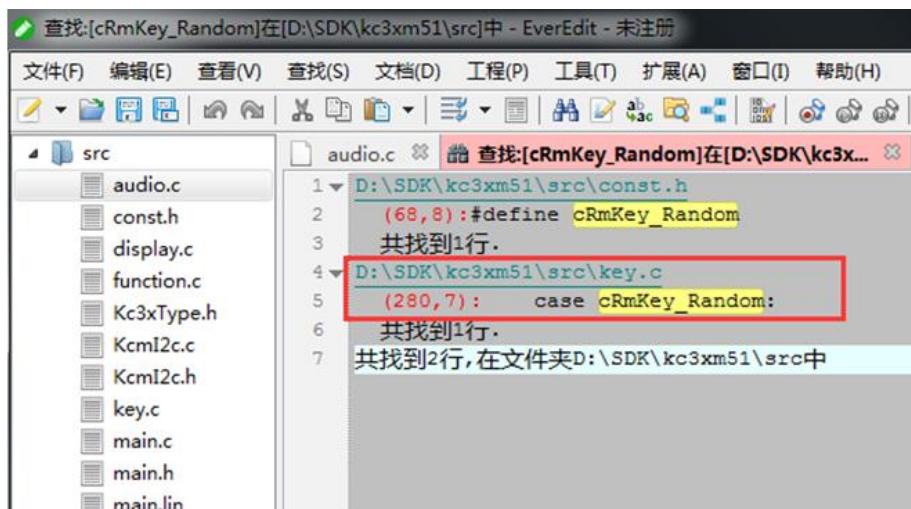 查找:[cRmKey_Random]在[D:\SDK\kc3xm51\src]中 - EverEdit - 未注册
文件(F) 编辑(E) 查看(V) 查找(S) 文档(D) 工程(P) 工具(T) 扩展(A) 窗口(I) 帮助(H)
src
audio.c
const.h
display.c
function.c
Kc3xType.h
KcmI2c.c
KcmI2c.h
key.c
main.c
main.h
main.lin
audio.c 查找:[cRmKey_Random]在[D:\SDK\kc3x...
1 D:\SDK\kc3xm51\src\const.h
2 (68,8):#define cRmKey_Random
3 共找到1行.
4 D:\SDK\kc3xm51\src\key.c
5 (280,7): case cRmKey_Random:
6 共找到1行.
7 共找到2行,在文件夹D:\SDK\kc3xm51\src中